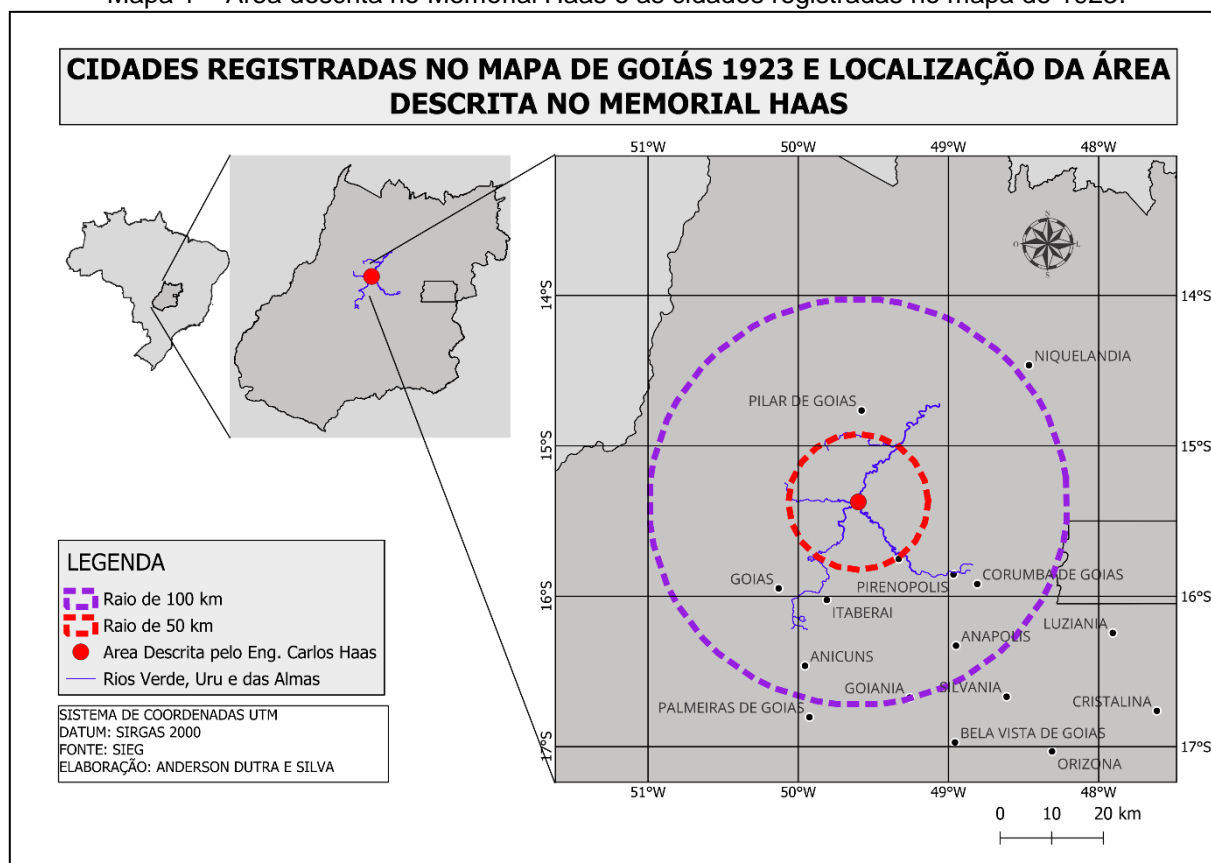 Mapa 1 – Área descrita no Memorial Haas e as cidades registradas no mapa de 1923.
CIDADES REGISTRADAS NO MAPA DE GOIÁS 1923 E LOCALIZAÇÃO DA ÁREA
DESCRITA NO MEMORIAL HAAS
51°W 50°W 49°W 48°W
N
O L
S
14°S 14°S
NIQUELANDIA
PILAR DE GOIAS
15°S 15°S
GOIAS
PIRENOPOLIS
CORUMBA DE GOIAS
16°S 16°S
ITABERAI
LUZIANIA
ANAPOLIS
ANICUNS
GOIANIA
SILVANIA
PALMEIRAS DE GOIAS
CRISTALINA
BELA VISTA DE GOIAS
17°S 17°S
ORIZONA
51°W 50°W 49°W 48°W
0 10 20 km
LEGENDA
Raio de 100 km
Raio de 50 km
Area Descrita pelo Eng. Carlos Haas
Rios Verde, Uru e das Almas
SISTEMA DE COORDENADAS UTM
DATUM: SIRGAS 2000
FONTE: SIEG
ELABORAÇÃO: ANDERSON DUTRA E SILVA